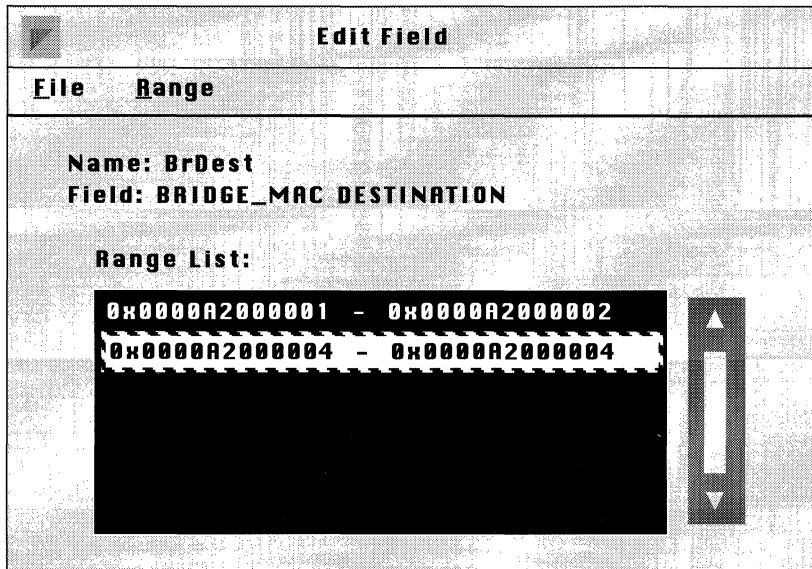 Edit Field
File Range
Name: BrDest
Field: BRIDGE_MAC DESTINATION
Range List:
0x0000A2000001 - 0x0000A2000002
0x0000A2000004 - 0x0000A2000004